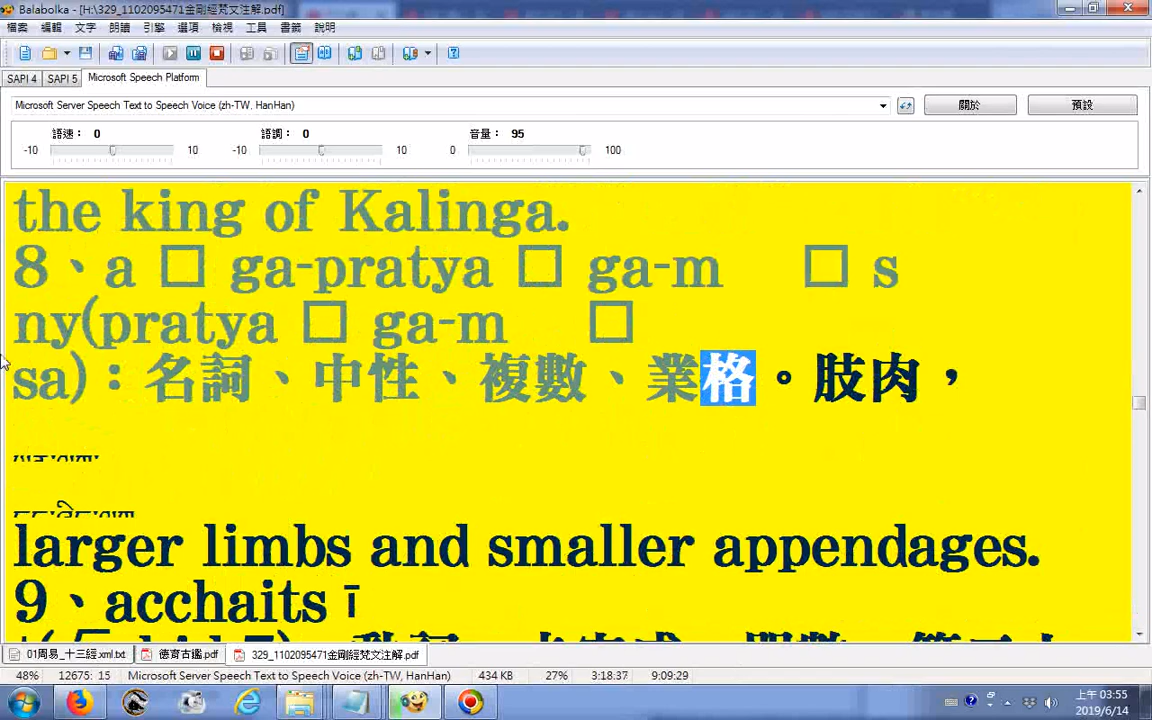 Balabolka - [H:\329_1102095471金剛經梵文注解.pdf]
檔案 編輯 文字 朗讀 引擎 選項 檢視 工具 書籤 說明
SAPI 4 SAPI 5 Microsoft Speech Platform
Microsoft Server Speech Text to Speech Voice (zh-TW, HanHan) 關於 預設
語速： 0 語調： 0 音量： 95
-10 10 -10 10 0 100
the king of Kalinga.
8、a □ ga-pratya □ ga-m □ s
ny(pratya □ ga-m □
sa)：名詞、中性、複數、業格。肢肉，
larger limbs and smaller appendages.
9、acchaits ī
01周易_十三經.xml.txt 德育古鑑.pdf 329_1102095471金剛經梵文注解.pdf
48% 12675: 15 Microsoft Server Speech Text to Speech Voice (zh-TW, HanHan) 434 KB 27% 3:18:37 9:09:29
上午 03:55
2019/6/14